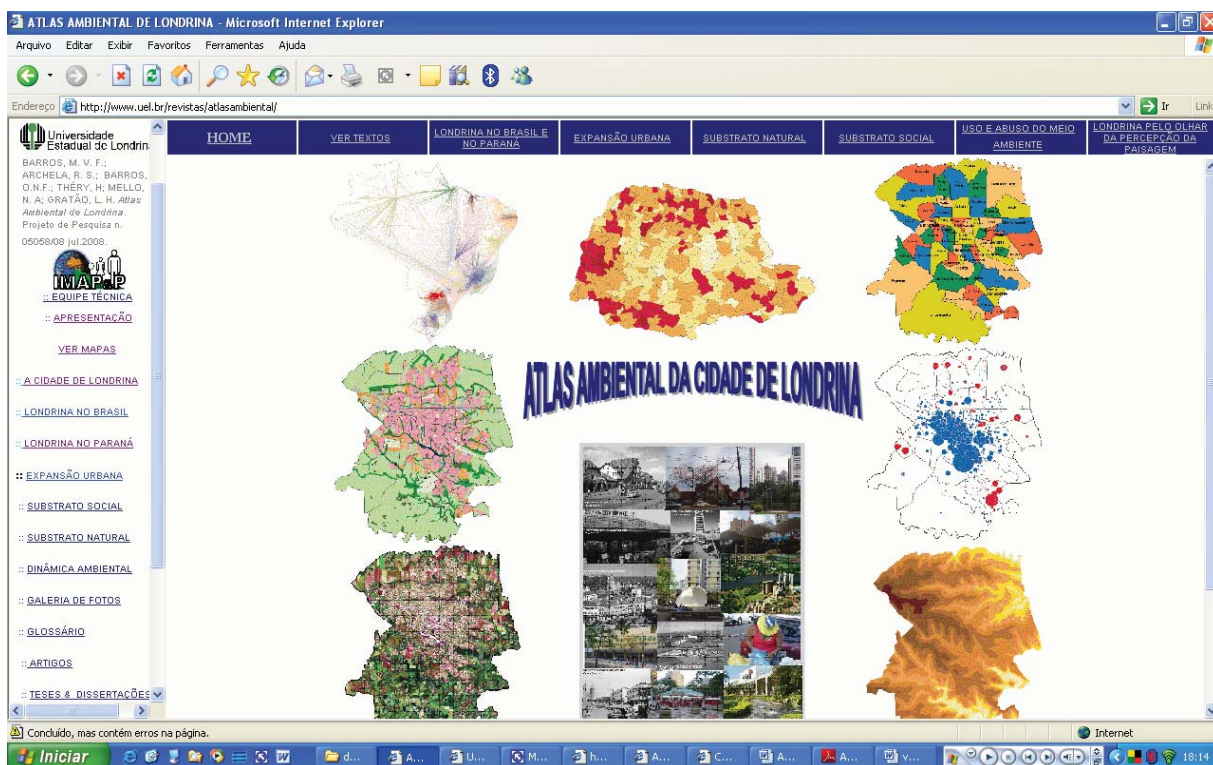 ATLAS AMBIENTAL DE LONDRINA - Microsoft Internet Explorer
Arquivo Editar Exibir Favoritos Ferramentas Ajuda
Endereço http://www.uel.br/revistas/atlasambiental/ Ir Link
Universidade
Estadual de Londrin
BARROS, M. V. F.;
ARCHELA, R. S.; BARROS,
O.N.F.; THÉRY, H; MELLO,
N. A; GRATÃO, L. H. Atlas
Ambiental de Londrina.
Projeto de Pesquisa n.
05058/08 jul.2008.
IMAP&P
:: EQUIPE TÉCNICA
:: APRESENTAÇÃO
VER MAPAS
:: A CIDADE DE LONDRINA
:: LONDRINA NO BRASIL
:: LONDRINA NO PARANÁ
:: EXPANSÃO URBANA
SUBSTRATO SOCIAL
:: SUBSTRATO NATURAL
DINÂMICA AMBIENTAL
:: GALERIA DE FOTOS
GLOSSÁRIO
:: ARTIGOS
:: TESES & DISSERTAÇÕES
HOME
VER TEXTOS
LONDRINA NO BRASIL E
NO PARANÁ
EXPANSÃO URBANA
SUBSTRATO NATURAL
SUBSTRATO SOCIAL
USO E ABUSO DO MEIO
AMBIENTE
LONDRINA PELO OLHAR
DA PERCEPÇÃO DA
PAISAGEM
ATLAS AMBIENTAL DA CIDADE DE LONDRINA
Concluído, mas contém erros na página. Internet
Iniciar d... A... U... M... h... A... C... A... A... v... 18:14